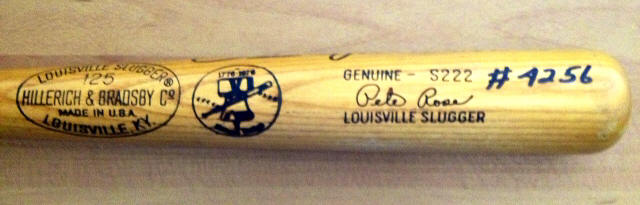 LOUISVILLE SLUGGER®
125
HILLERICH & BRADSBY Co
MADE IN U.S.A.
LOUISVILLE, KY.
1776-1976
GENUINE - S222
Pete Rose
LOUISVILLE SLUGGER
#4256